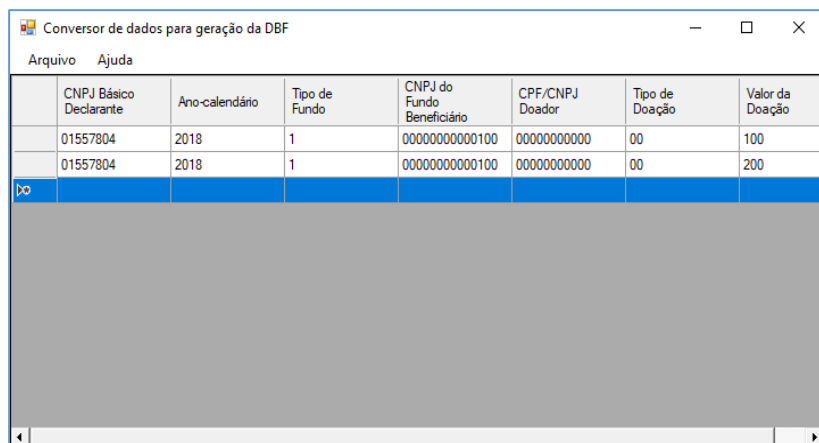 Conversor de dados para geração da DBF
Arquivo Ajuda
CNPJ Básico Declarante Ano-calendário Tipo de Fundo CNPJ do Fundo Beneficiário CPF/CNPJ Doador Tipo de Doação Valor da Doação
01557804 2018 1 00000000000100 00000000000 00 100
01557804 2018 1 00000000000100 00000000000 00 200